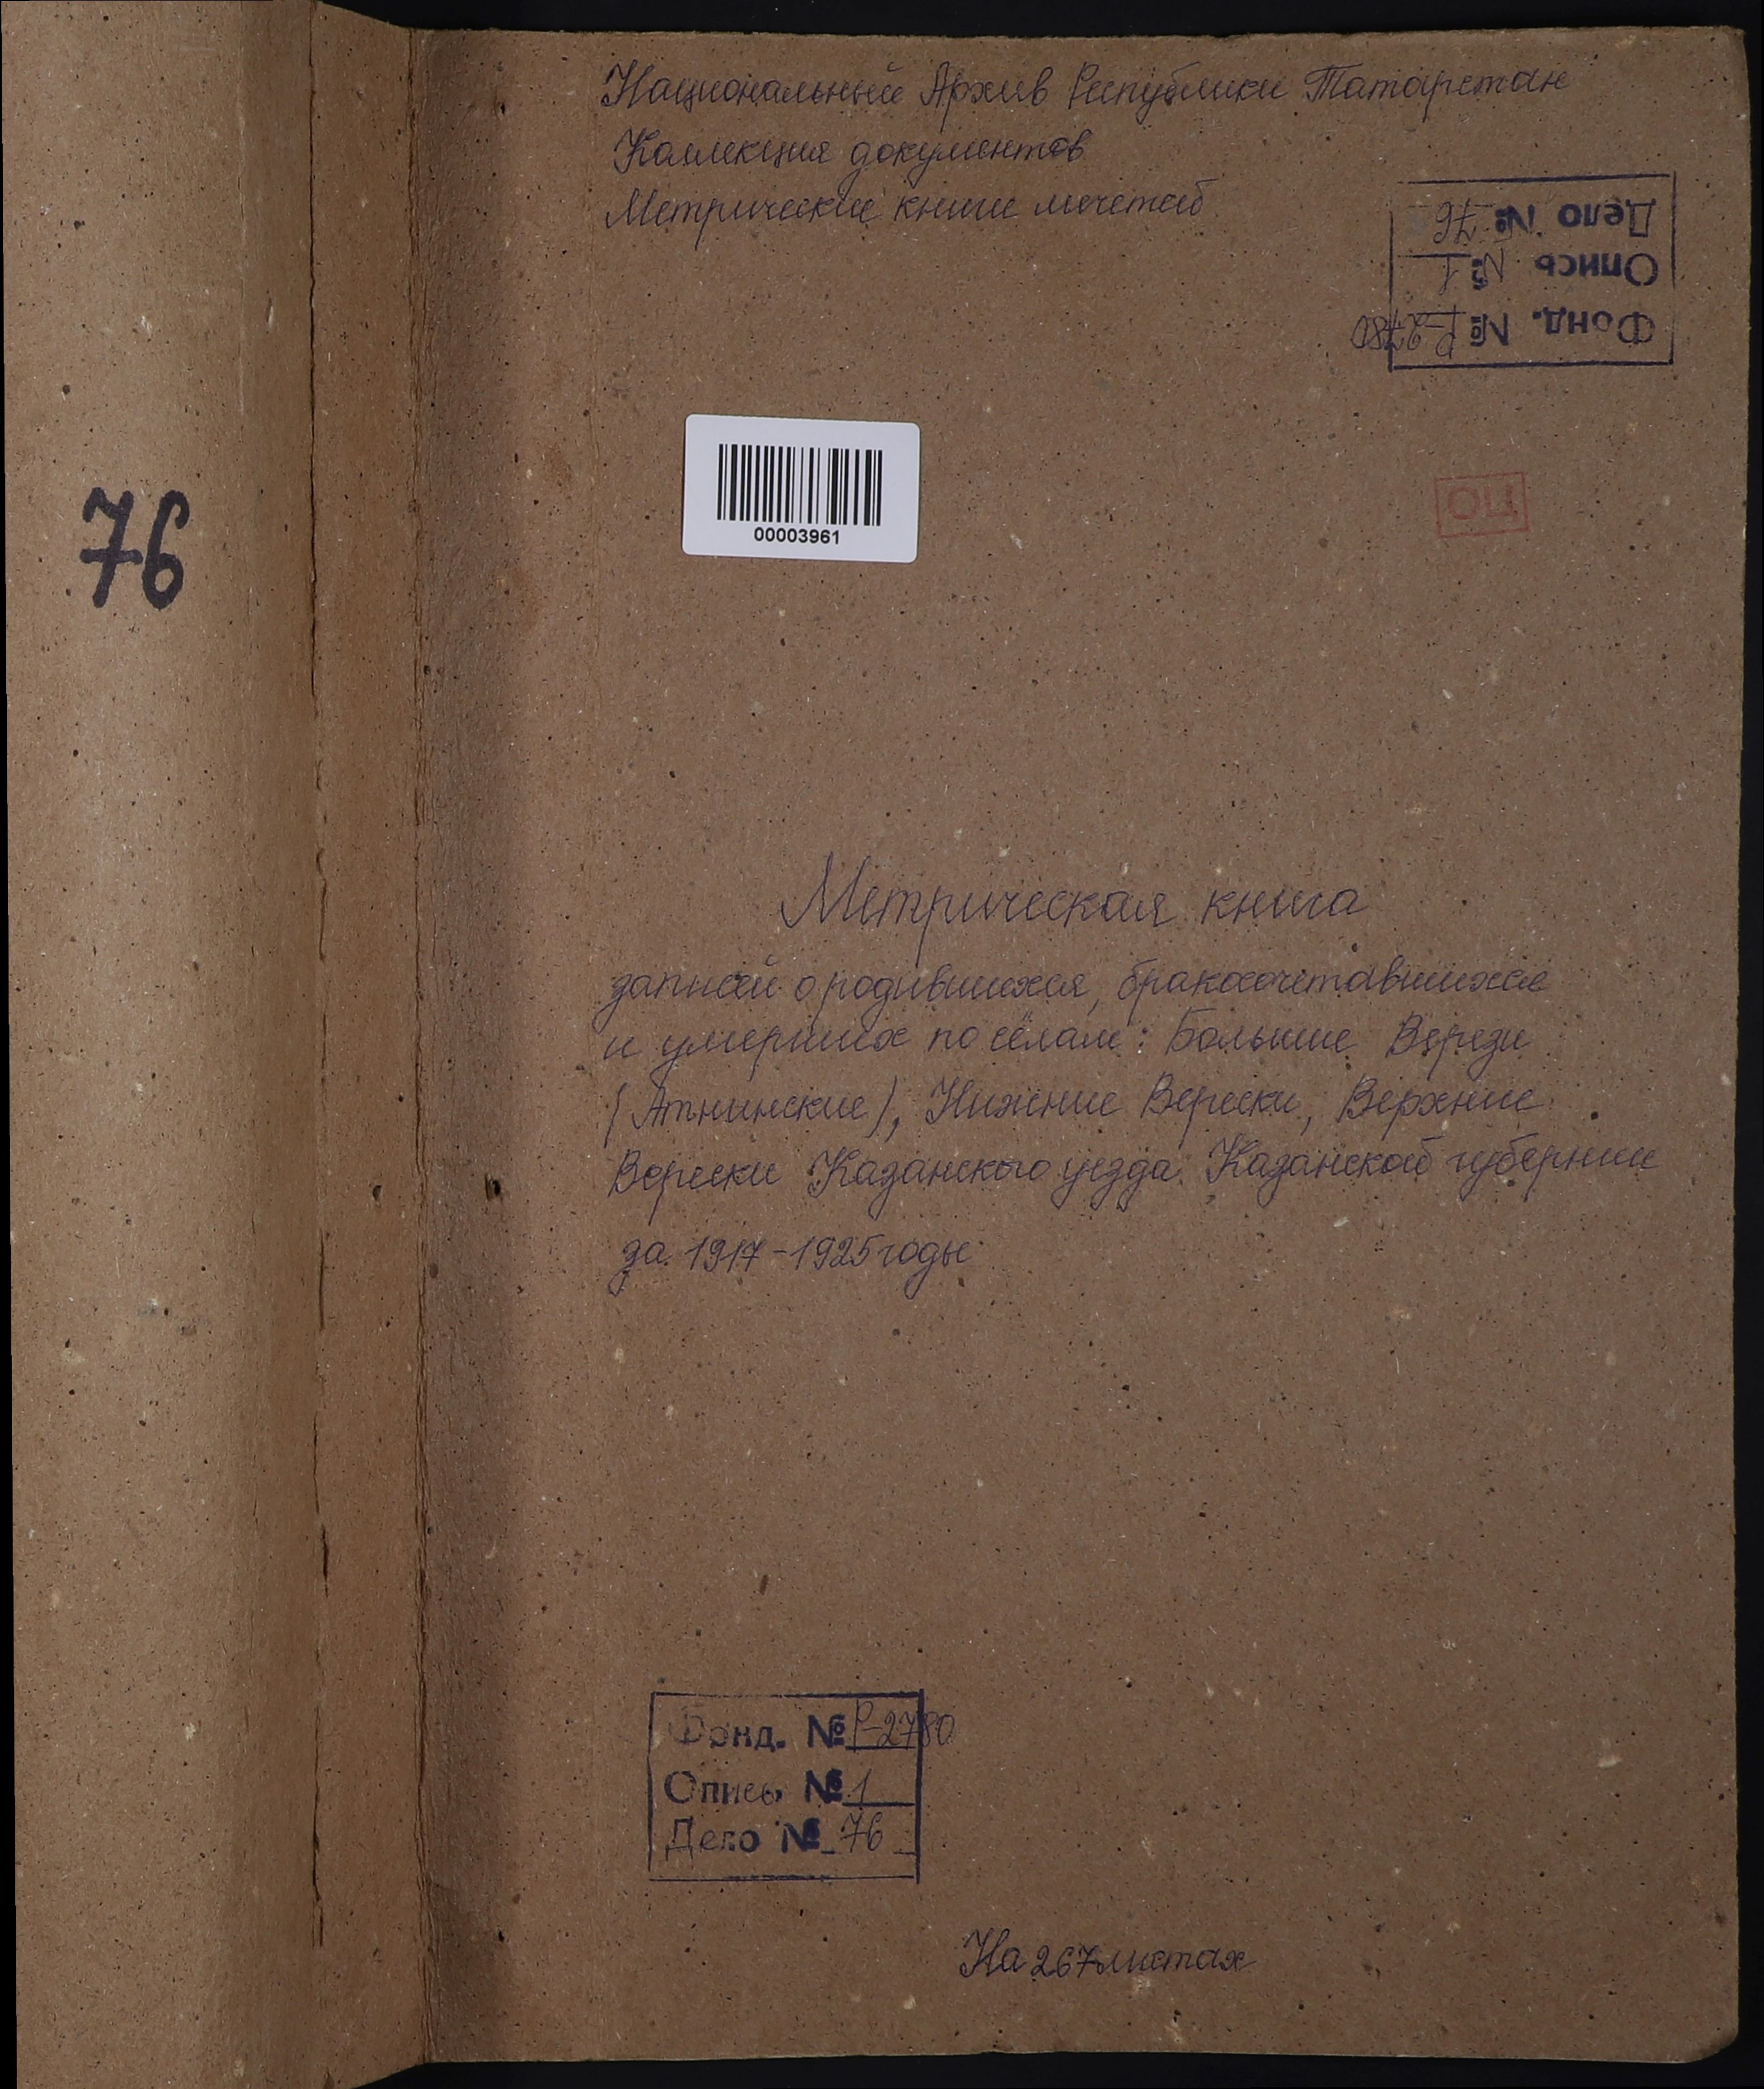 Национальный Архив Республики Татарстан
Коллекция документов
Метрические книги мечетей
Фонд. № Р-2780
Опись № 1
Дело № 76
76
00003961
ОЦ
Метрическая книга
записей о родившихся, бракосочетавшихся
и умерших по сёлам: Большие Верези
(Атнинские), Нижние Верески, Верхние
Верески Казанского уезда Казанской губернии
за 1917-1925 годы
Фонд. № Р-2780
Опись № 1
Дело № 76
На 267 листах